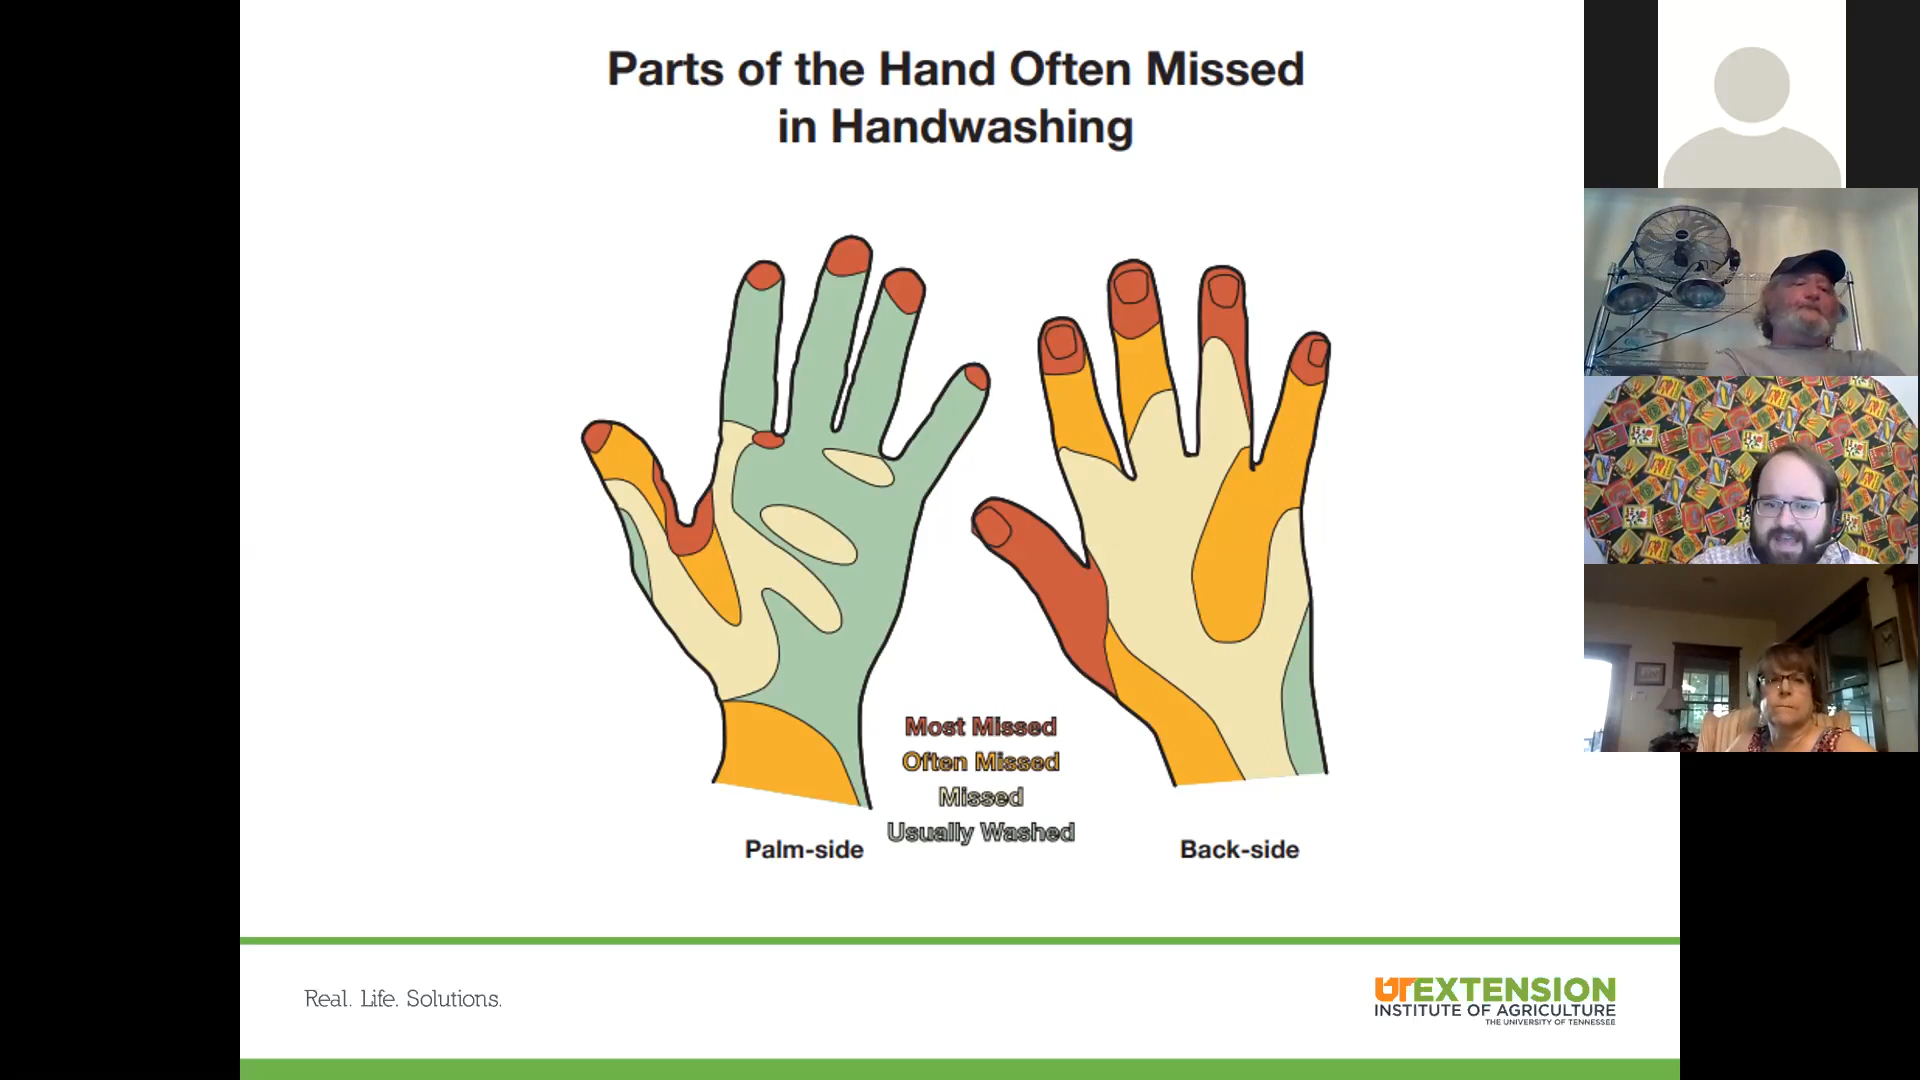 Parts of the Hand Often Missed
in Handwashing
Most Missed
Often Missed
Missed
Usually Washed
Palm-side
Back-side
Real. Life. Solutions.
UTEXTENSION
INSTITUTE OF AGRICULTURE
THE UNIVERSITY OF TENNESSEE